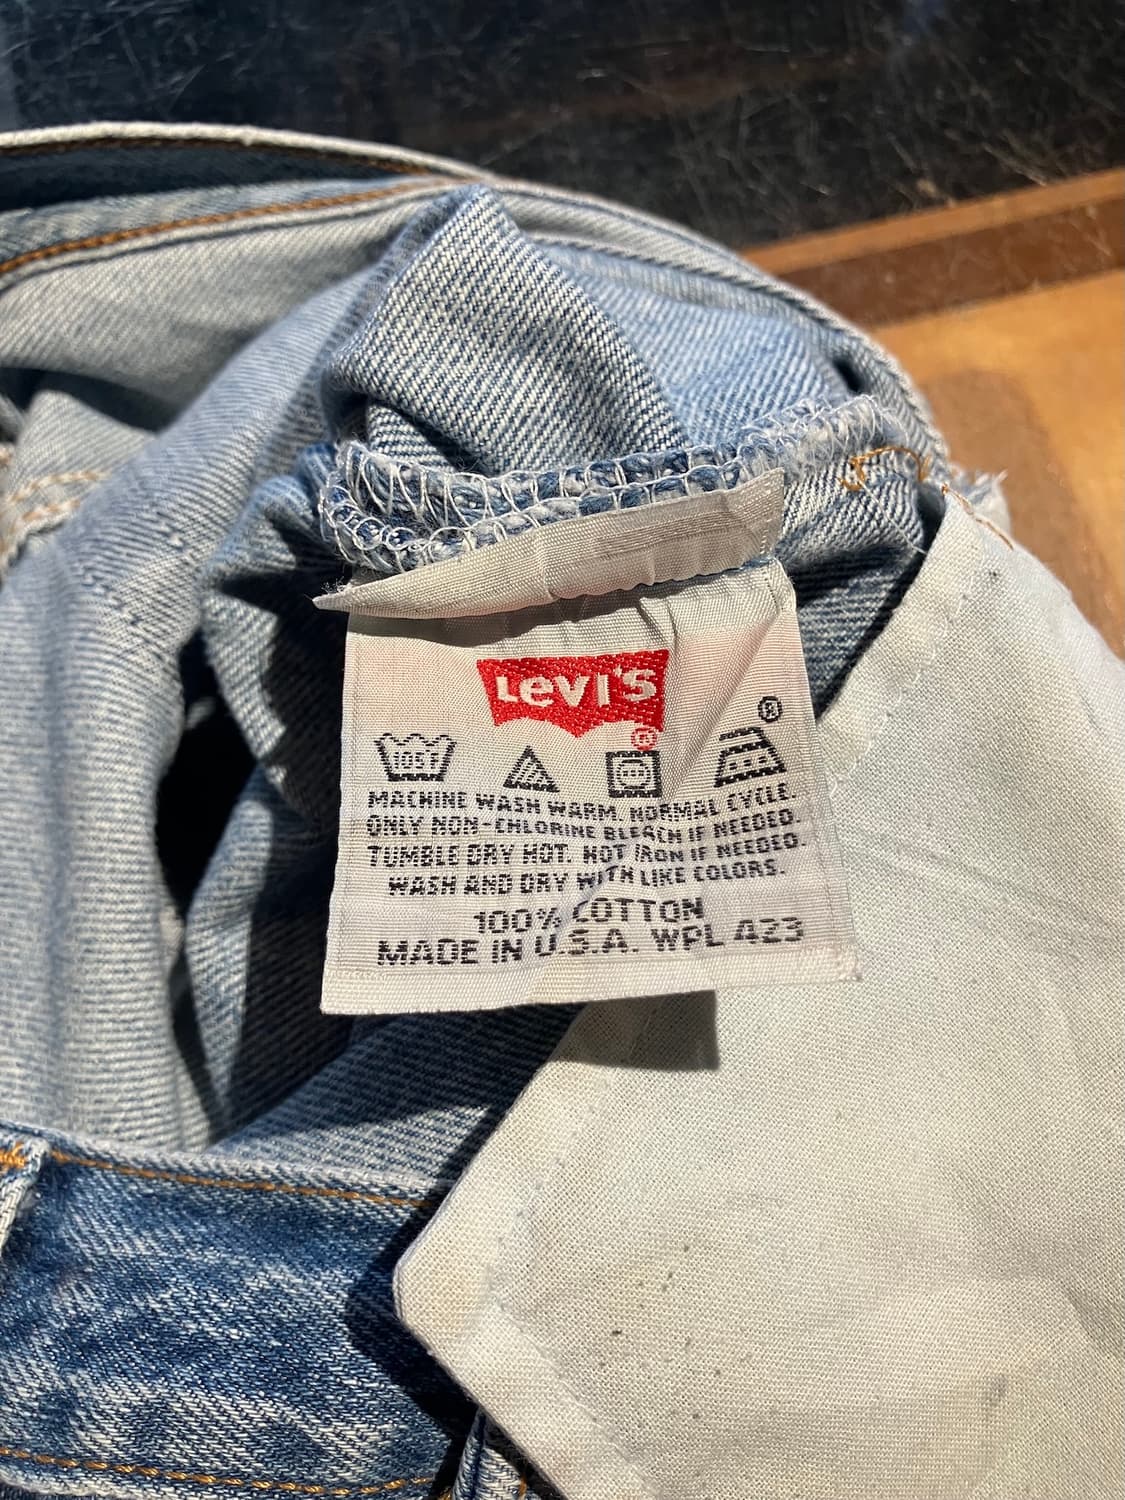 LEVI'S
®
®
105F
MACHINE WASH WARM. NORMAL CYCLE.
ONLY NON-CHLORINE BLEACH IF NEEDED.
TUMBLE DRY HOT. HOT IRON IF NEEDED.
WASH AND DRY WITH LIKE COLORS.
100% COTTON
MADE IN U.S.A. WPL 423